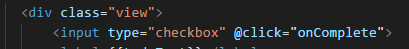 <div class="view">
<input type="checkbox" @click="onComplete">